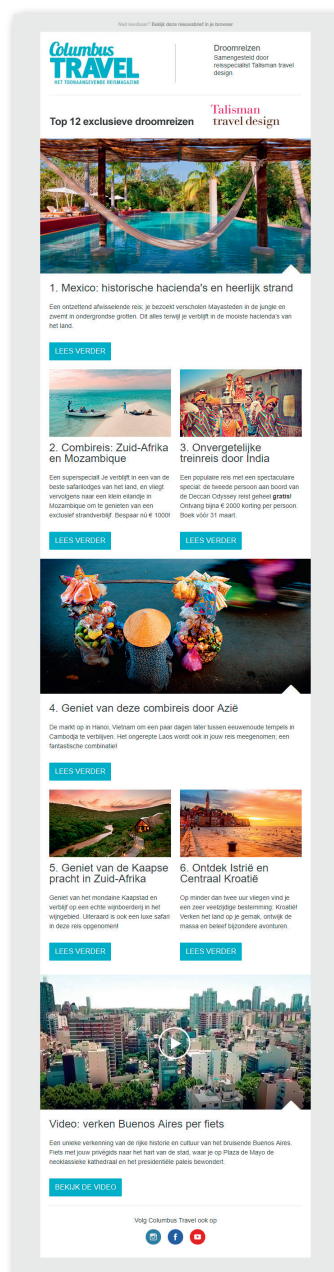 Niet leesbaar? Bekijk deze nieuwsbrief in je browser
Columbus
TRAVEL
HET TOONAANGEVENDE REISMAGAZINE
Droomreizen
Samengesteld door
reisspecialist Talisman travel
design
Top 12 exclusieve droomreizen
Talisman
travel design
1. Mexico: historische hacienda's en heerlijk strand
Een ontzettend afwisselende reis; je bezoekt verscholen Mayasteden in de jungle en
zwemt in ondergrondse grotten. Dit alles terwijl je verblijft in de mooiste hacienda's van
het land.
LEES VERDER
2. Combireis: Zuid-Afrika
en Mozambique
Een superspecial! Je verblijft in een van de
beste safarilodges van het land, en vliegt
vervolgens naar een klein eilandje in
Mozambique om te genieten van een
exclusief strandverblijf. Bespaar nú € 1000!
LEES VERDER
3. Onvergetelijke
treinreis door India
Een populaire reis met een spectaculaire
special: de tweede persoon aan boord van
de Deccan Odyssey reist geheel gratis!
Ontvang bijna € 2000 korting per persoon.
Boek vóór 31 maart.
LEES VERDER
4. Geniet van deze combireis door Azië
De markt op in Hanoi, Vietnam om een paar dagen later tussen eeuwenoude tempels in
Cambodja te verblijven. Het ongerepte Laos wordt ook in jouw reis meegenomen; een
fantastische combinatie!
LEES VERDER
5. Geniet van de Kaapse
pracht in Zuid-Afrika
Geniet van het mondaine Kaapstad en
verblijf op een echte wijnboerderij in het
wijngebied. Uiteraard is ook een luxe safari
in deze reis opgenomen!
LEES VERDER
6. Ontdek Istrië en
Centraal Kroatië
Op minder dan twee uur vliegen vind je
een zeer veelzijdige bestemming: Kroatië!
Verken het land op je gemak, ontwijk de
massa en beleef bijzondere avonturen.
LEES VERDER
Video: verken Buenos Aires per fiets
Een unieke verkenning van de rijke historie en cultuur van het bruisende Buenos Aires.
Fiets met jouw privégids naar het hart van de stad, waar je op Plaza de Mayo de
neoklassieke kathedraal en het presidentiële paleis bewondert.
BEKIJK DE VIDEO
Volg Columbus Travel ook op